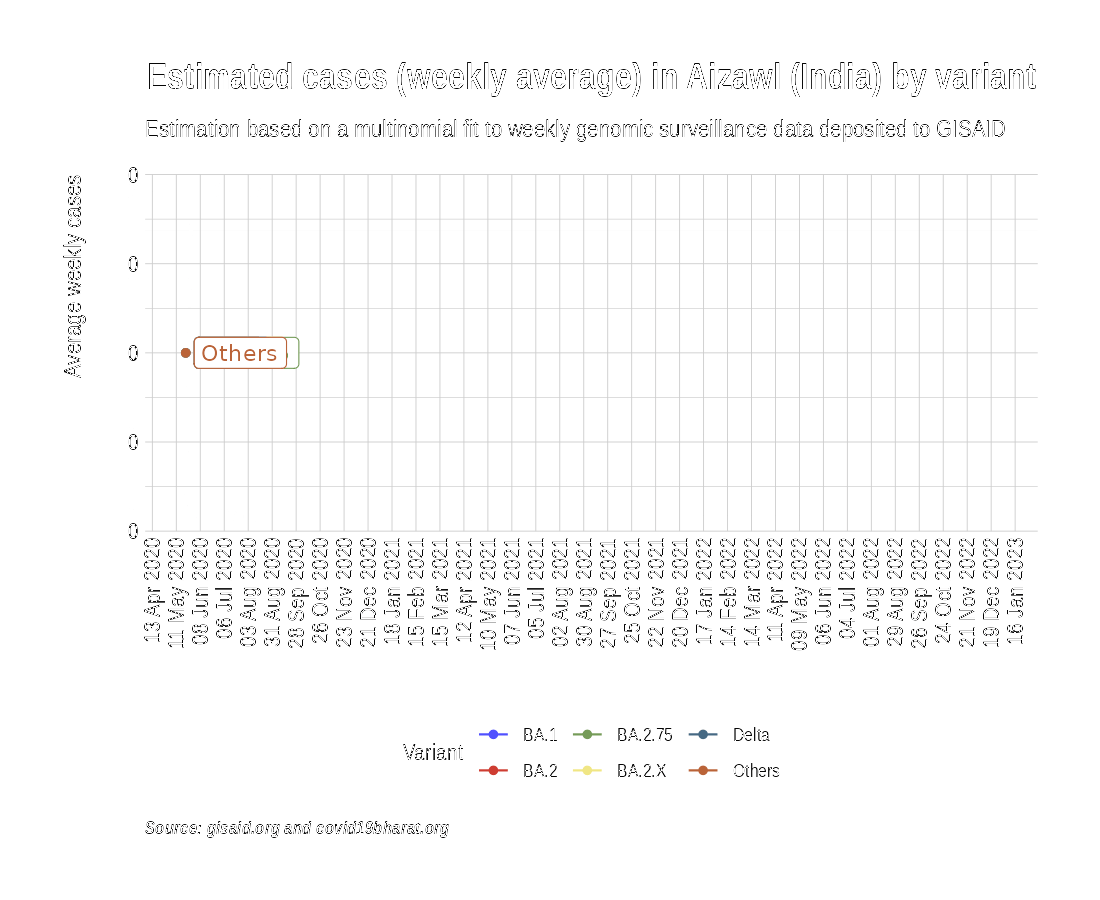 Estimated cases (weekly average) in Aizawl (India) by variant
Estimation based on a multinomial fit to weekly genomic surveillance data deposited to GISAID
Average weekly cases
0
0
0
0
0
Others
13 Apr 2020
11 May 2020
08 Jun 2020
06 Jul 2020
03 Aug 2020
31 Aug 2020
28 Sep 2020
26 Oct 2020
23 Nov 2020
21 Dec 2020
18 Jan 2021
15 Feb 2021
15 Mar 2021
12 Apr 2021
10 May 2021
07 Jun 2021
05 Jul 2021
02 Aug 2021
30 Aug 2021
27 Sep 2021
25 Oct 2021
22 Nov 2021
20 Dec 2021
17 Jan 2022
14 Feb 2022
14 Mar 2022
11 Apr 2022
09 May 2022
06 Jun 2022
04 Jul 2022
01 Aug 2022
29 Aug 2022
26 Sep 2022
24 Oct 2022
21 Nov 2022
19 Dec 2022
16 Jan 2023
Variant
BA.1
BA.2.75
Delta
BA.2
BA.2.X
Others
Source: gisaid.org and covid19bharat.org